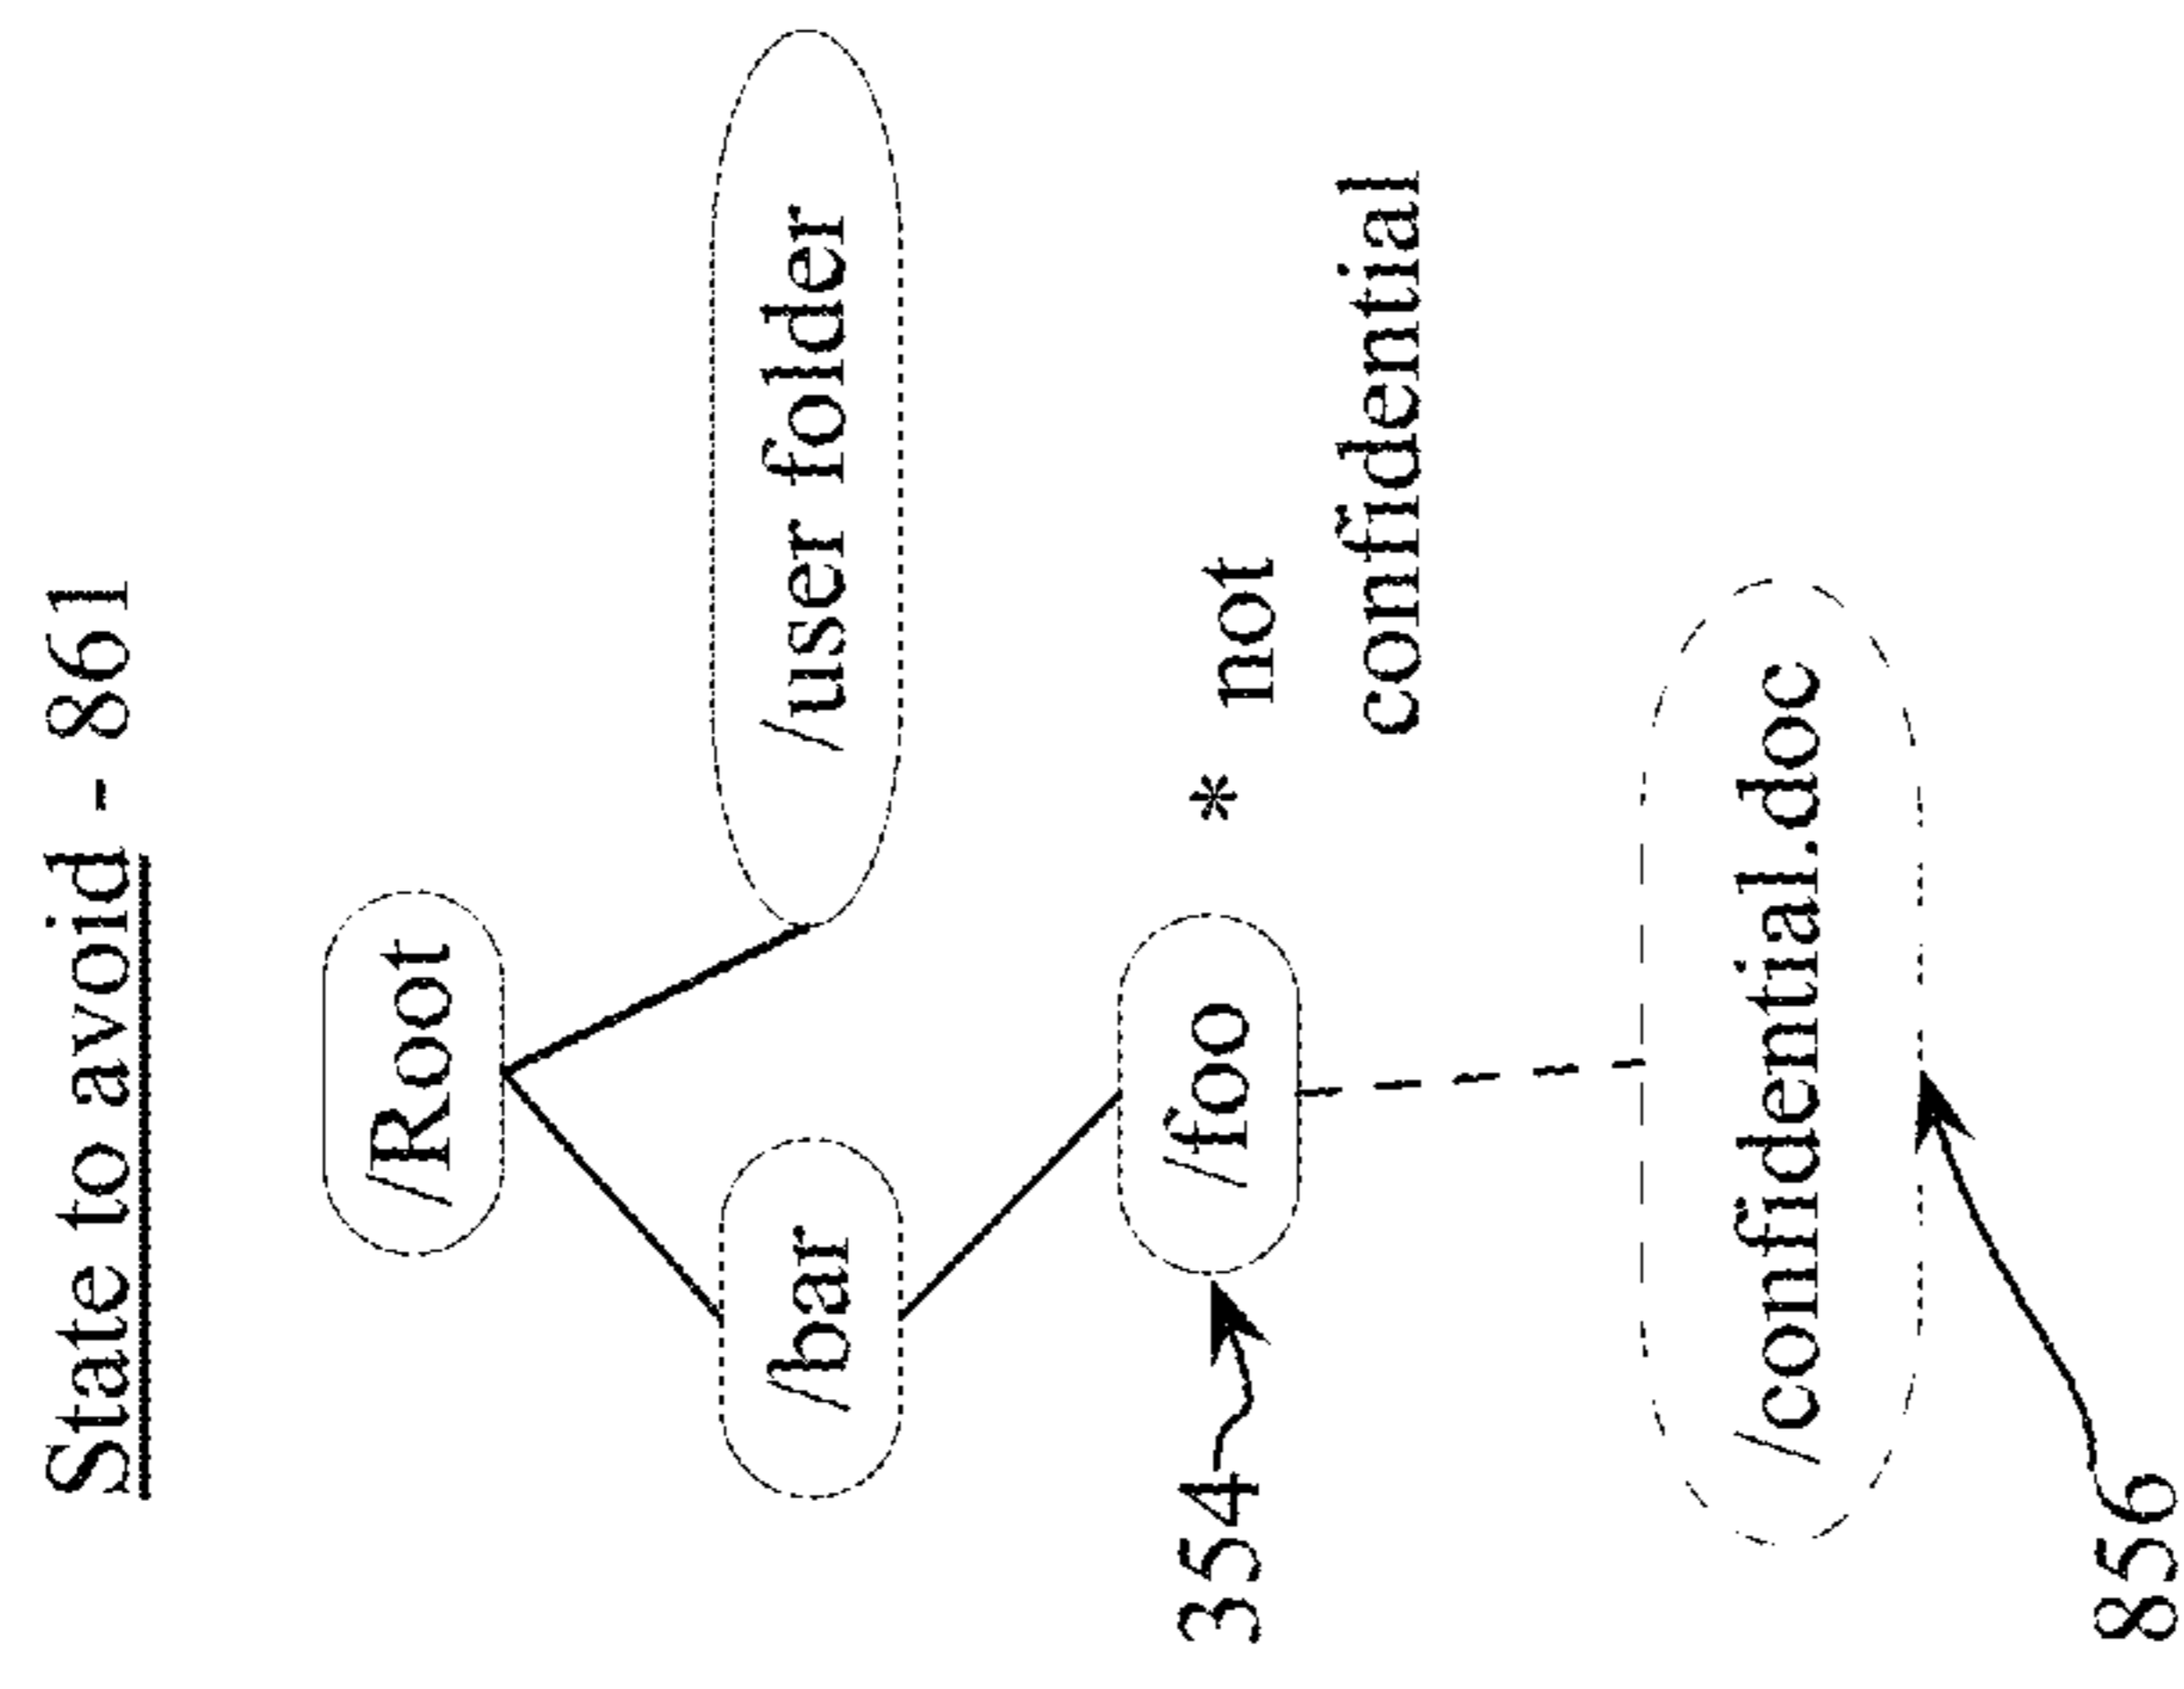 State to avoid - 861
/Root
/bar
/user folder
354
/foo
* not
confidential
/confidential.doc
856